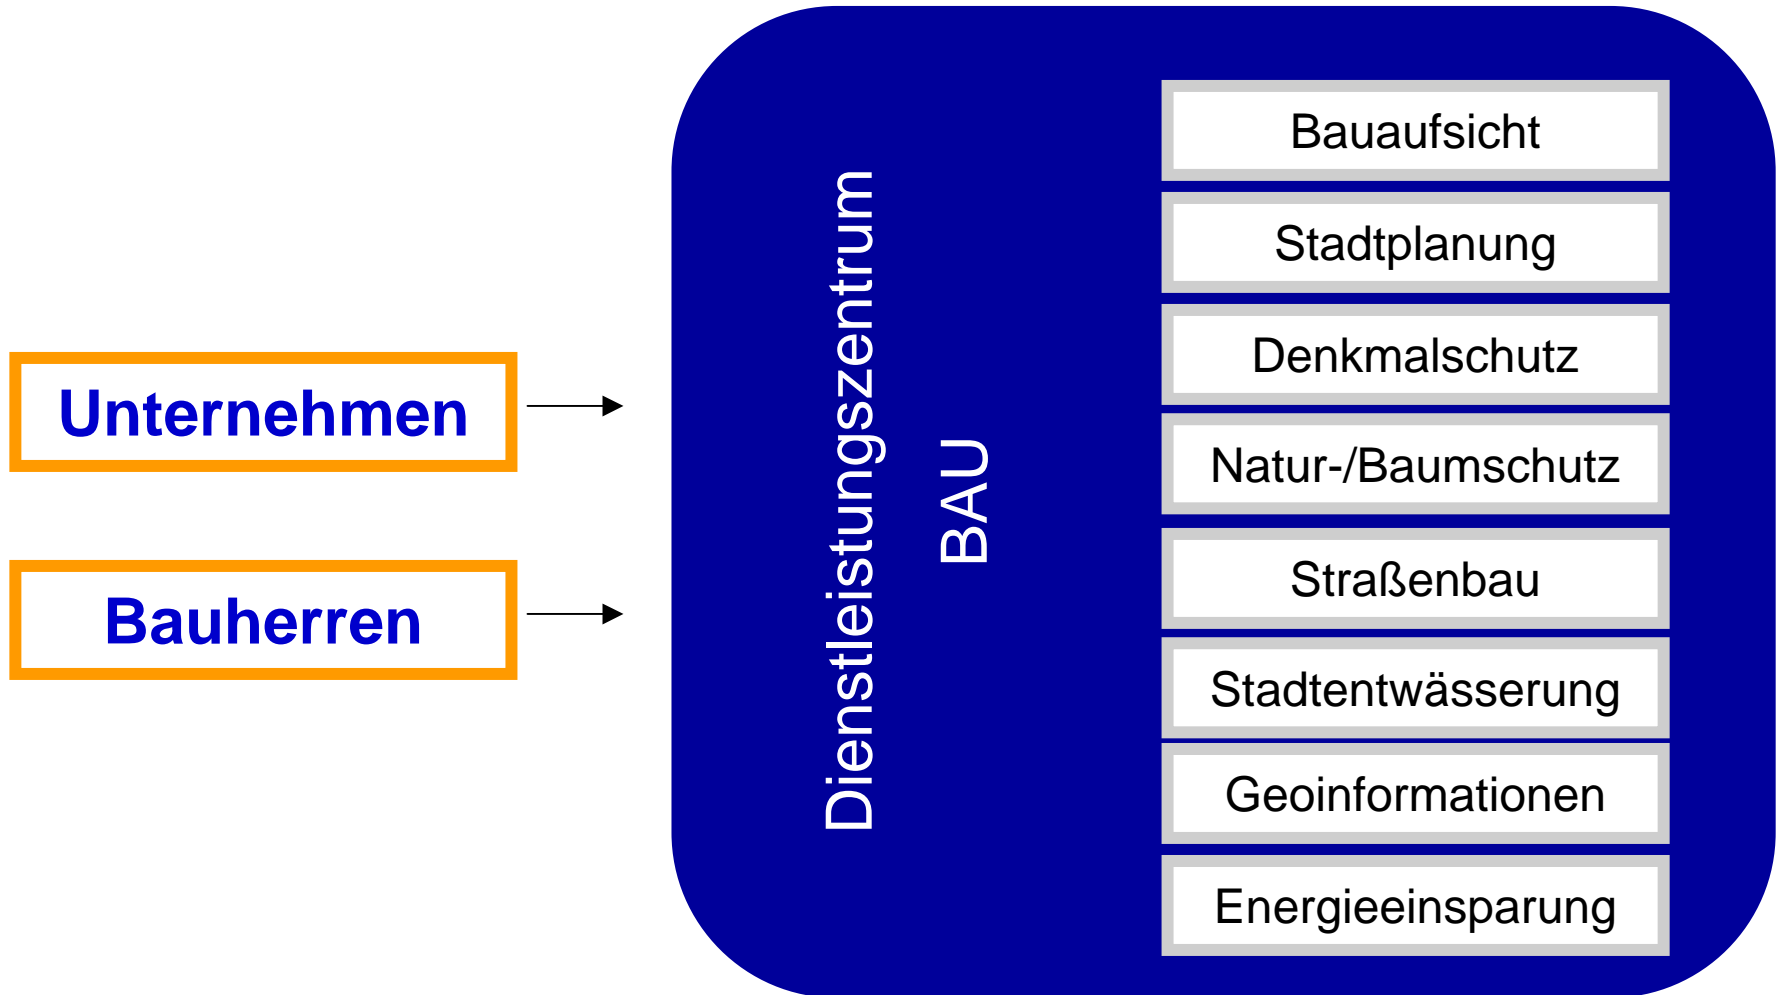 Unternehmen
Bauherren
Dienstleistungszentrum
BAU
Bauaufsicht
Stadtplanung
Denkmalschutz
Natur-/Baumschutz
Straßenbau
Stadtentwässerung
Geoinformationen
Energieeinsparung